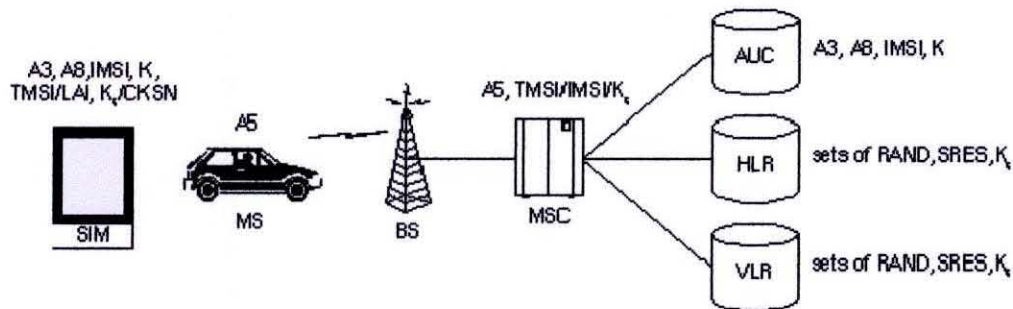 A3, A8, IMSI, K,
TMSI/LAI, Kc/CKSN
SIM
A5
MS
BS
A5, TMSI/IMSI/Kc
MSC
AUC
A3, A8, IMSI, K
HLR
sets of RAND, SRES, Kc
VLR
sets of RAND, SRES, Kc